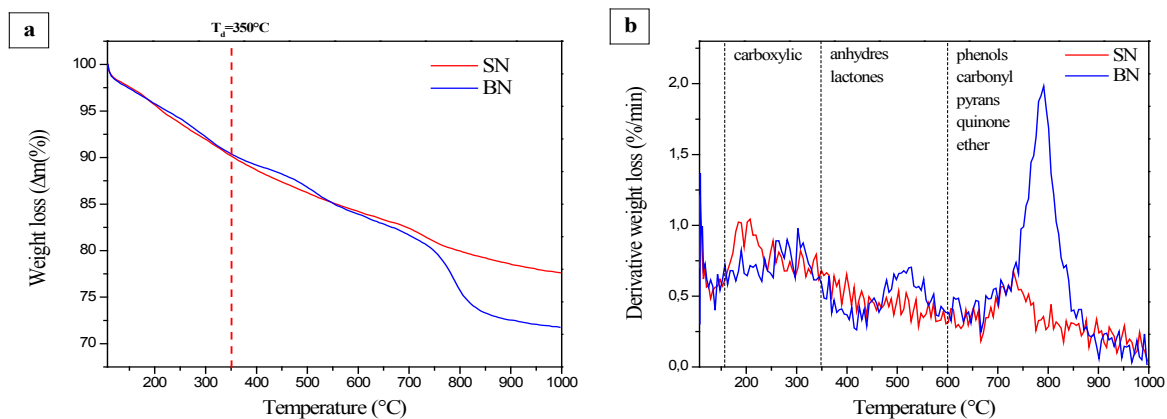 a
T_d=350°C
SN
BN
100
95
90
85
80
75
70
Weight loss (Δm(%))
200 300 400 500 600 700 800 900 1000
Temperature (°C)
b
carboxylic
anhydres
lactones
phenols
carbonyl
pyrans
quinone
ether
SN
BN
2,0
1,5
1,0
0,5
0,0
Derivative weight loss (%/min)
200 300 400 500 600 700 800 900 1000
Temperature (°C)